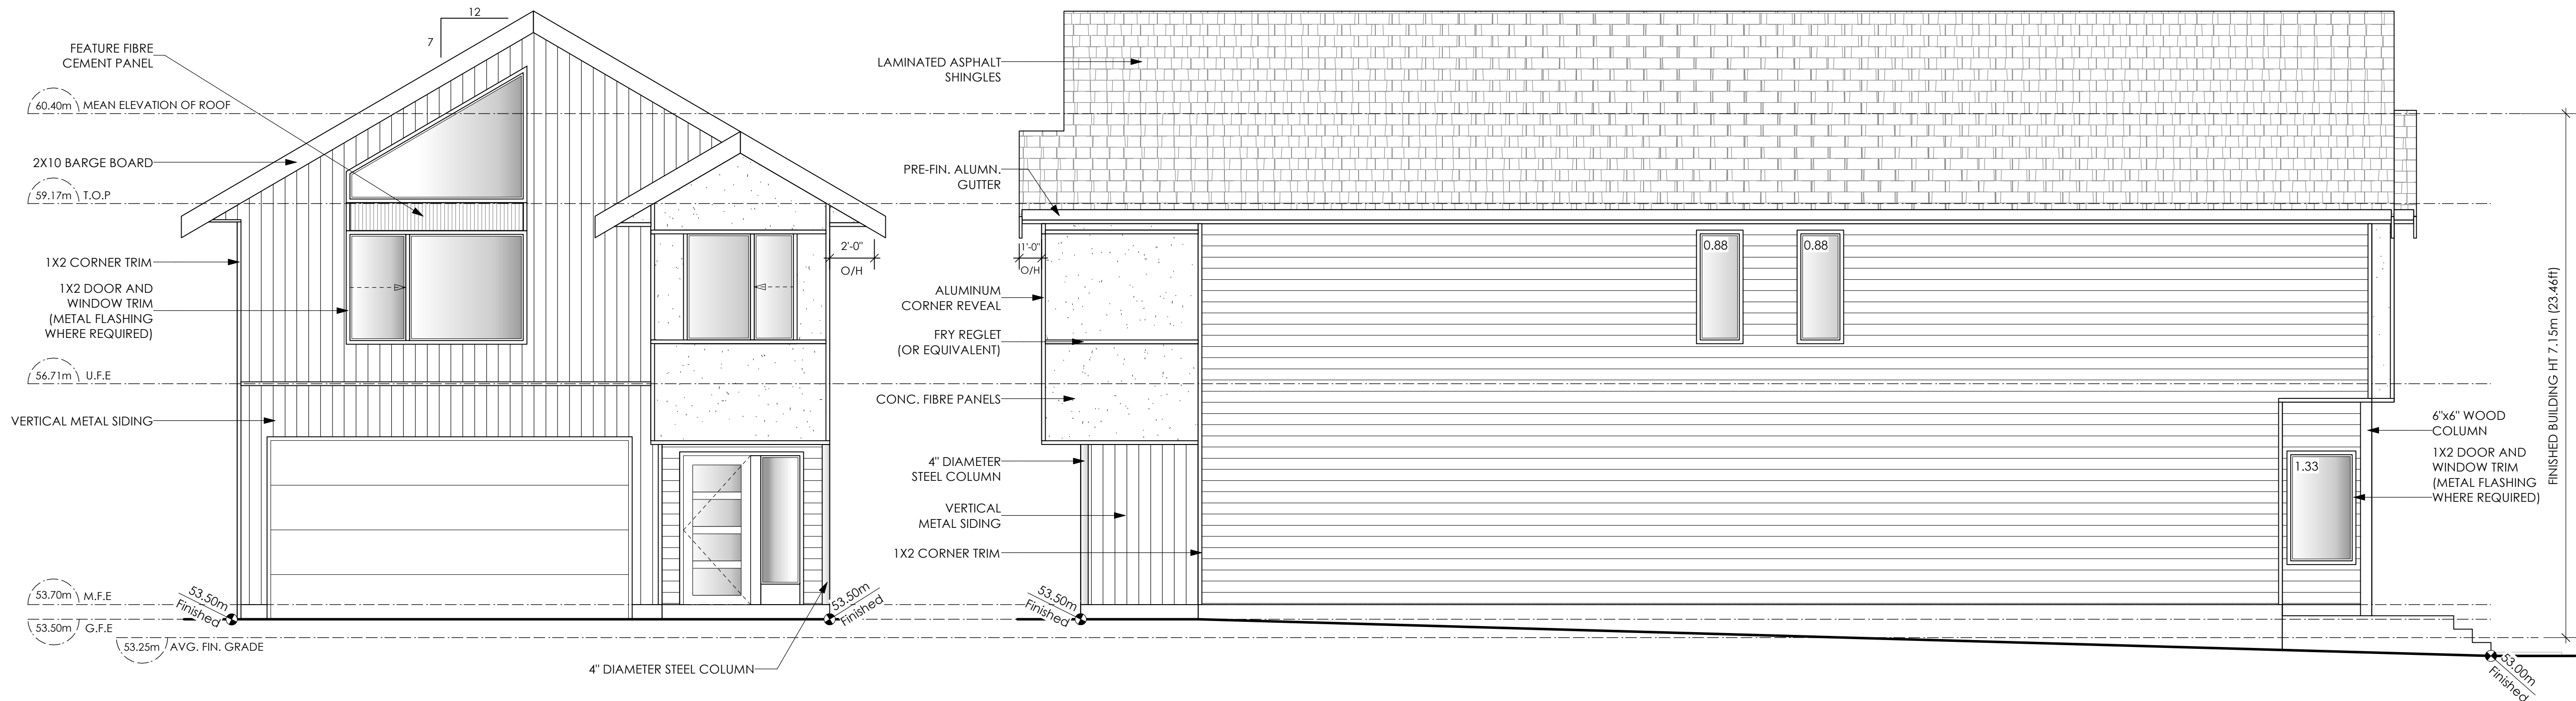 12
7
FEATURE FIBRE
CEMENT PANEL
60.40m
MEAN ELEVATION OF ROOF
2X10 BARGE BOARD
59.17m
T.O.P
1X2 CORNER TRIM
1X2 DOOR AND
WINDOW TRIM
(METAL FLASHING
WHERE REQUIRED)
56.71m
U.F.E
VERTICAL METAL SIDING
53.70m
M.F.E
53.50m
G.F.E
53.25m
AVG. FIN. GRADE
53.50m
Finished
2'-0"
O/H
53.50m
Finished
4" DIAMETER STEEL COLUMN
LAMINATED ASPHALT
SHINGLES
PRE-FIN. ALUMN.
GUTTER
1'-0"
O/H
ALUMINUM
CORNER REVEAL
FRY REGLET
(OR EQUIVALENT)
CONC. FIBRE PANELS
4" DIAMETER
STEEL COLUMN
VERTICAL
METAL SIDING
1X2 CORNER TRIM
53.50m
Finished
0.88
0.88
1.33
6"x6" WOOD
COLUMN
1X2 DOOR AND
WINDOW TRIM
(METAL FLASHING
WHERE REQUIRED)
FINISHED BUILDING HT 7.15m (23.46ft)
53.00m
Finished